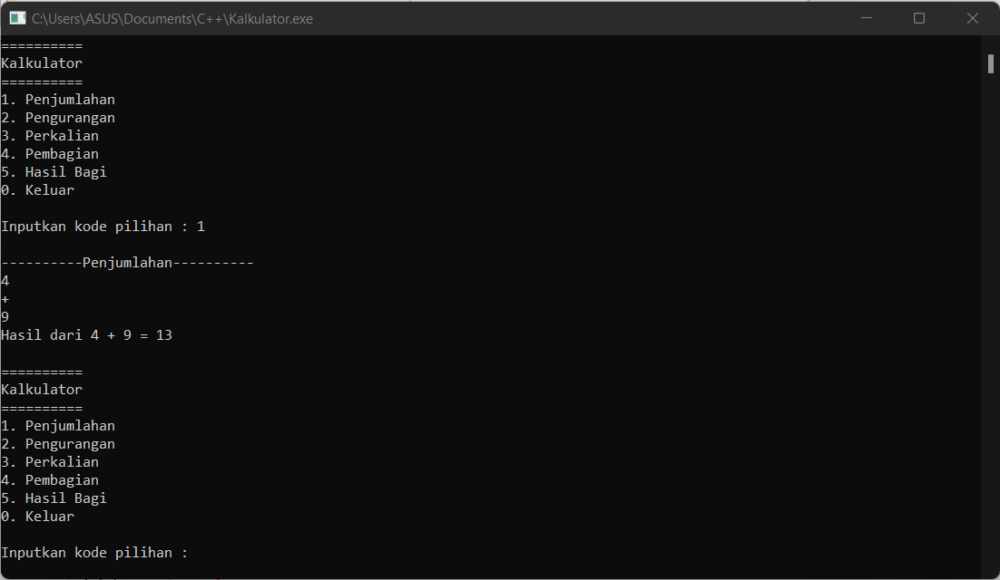 C:\Users\ASUS\Documents\C++\Kalkulator.exe
==========
Kalkulator
==========
1. Penjumlahan
2. Pengurangan
3. Perkalian
4. Pembagian
5. Hasil Bagi
0. Keluar
Inputkan kode pilihan : 1
----------Penjumlahan----------
4
+
9
Hasil dari 4 + 9 = 13
==========
Kalkulator
==========
1. Penjumlahan
2. Pengurangan
3. Perkalian
4. Pembagian
5. Hasil Bagi
0. Keluar
Inputkan kode pilihan :